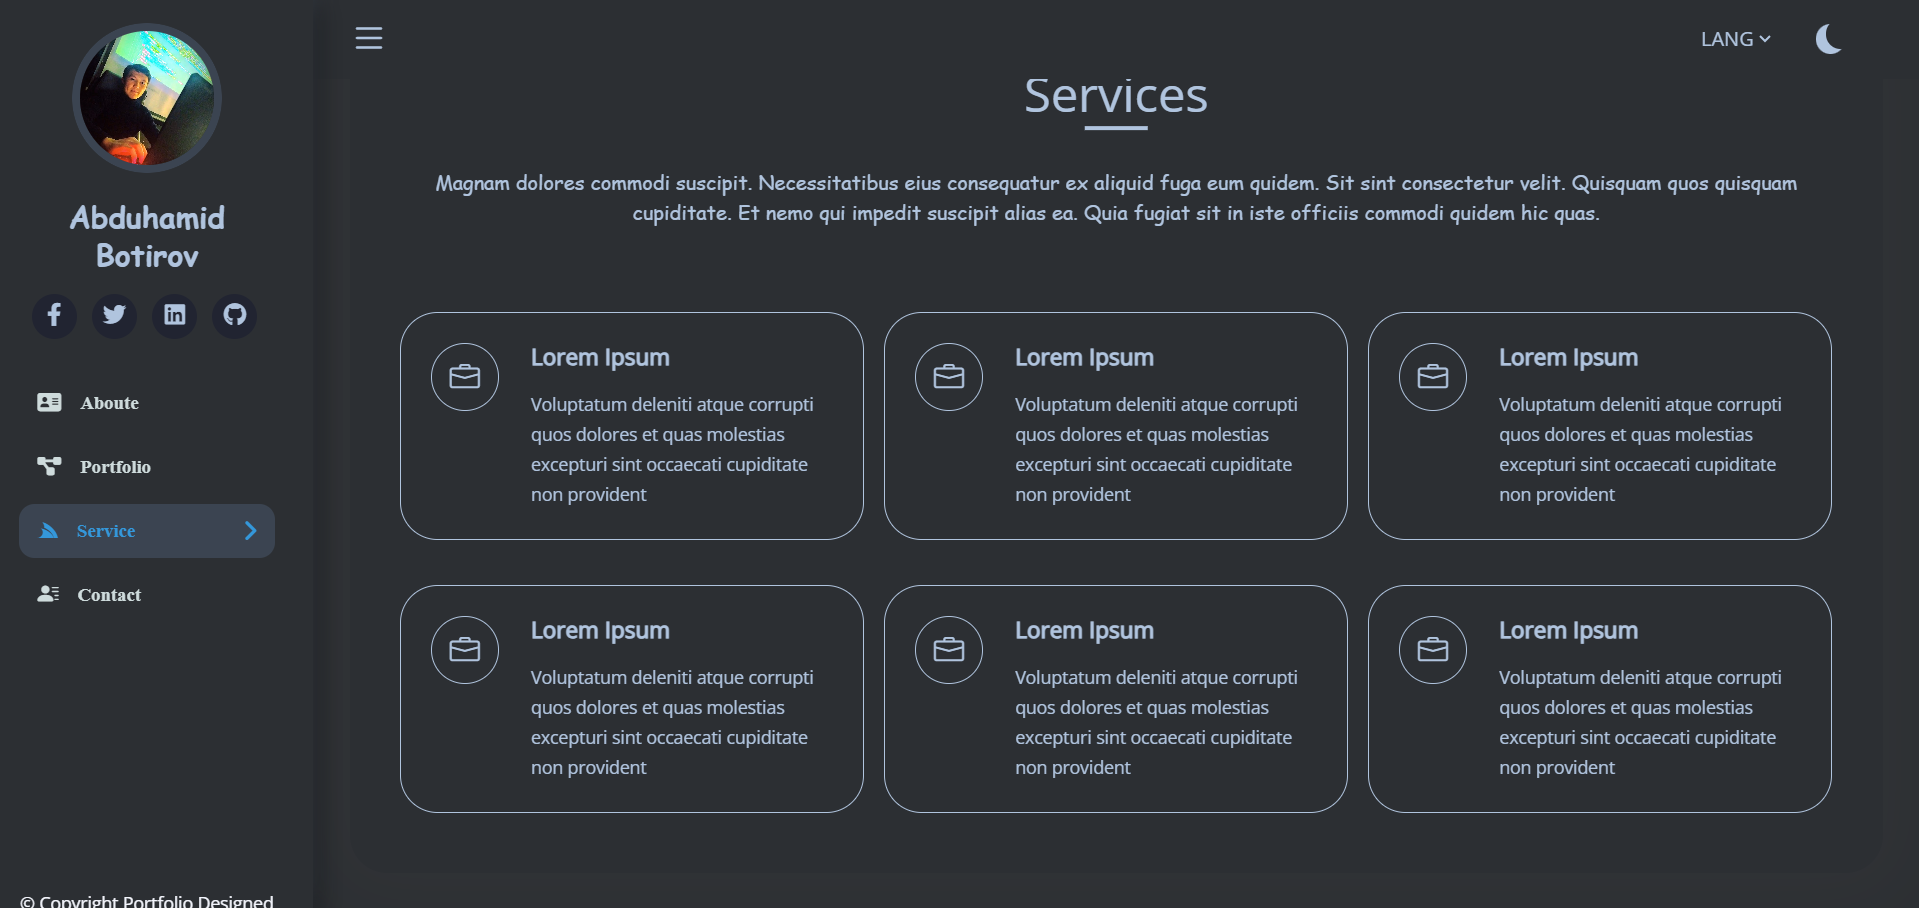 Abduhamid
Botirov
Aboute
Portfolio
Service
Contact
© Copyright Portfolio Designed
LANG
Services
Magnam dolores commodi suscipit. Necessitatibus eius consequatur ex aliquid fuga eum quidem. Sit sint consectetur velit. Quisquam quos quisquam
cupiditate. Et nemo qui impedit suscipit alias ea. Quia fugiat sit in iste officiis commodi quidem hic quas.
Lorem Ipsum
Voluptatum deleniti atque corrupti
quos dolores et quas molestias
excepturi sint occaecati cupiditate
non provident
Lorem Ipsum
Voluptatum deleniti atque corrupti
quos dolores et quas molestias
excepturi sint occaecati cupiditate
non provident
Lorem Ipsum
Voluptatum deleniti atque corrupti
quos dolores et quas molestias
excepturi sint occaecati cupiditate
non provident
Lorem Ipsum
Voluptatum deleniti atque corrupti
quos dolores et quas molestias
excepturi sint occaecati cupiditate
non provident
Lorem Ipsum
Voluptatum deleniti atque corrupti
quos dolores et quas molestias
excepturi sint occaecati cupiditate
non provident
Lorem Ipsum
Voluptatum deleniti atque corrupti
quos dolores et quas molestias
excepturi sint occaecati cupiditate
non provident